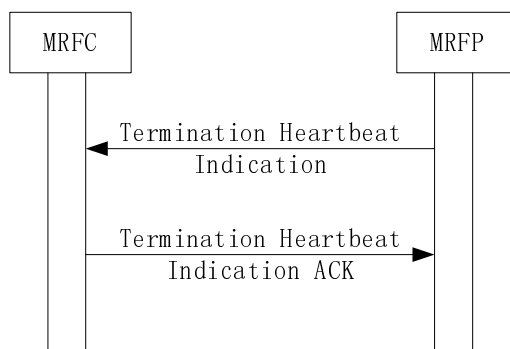 MRFC
MRFP
Termination Heartbeat
Indication
Termination Heartbeat
Indication ACK